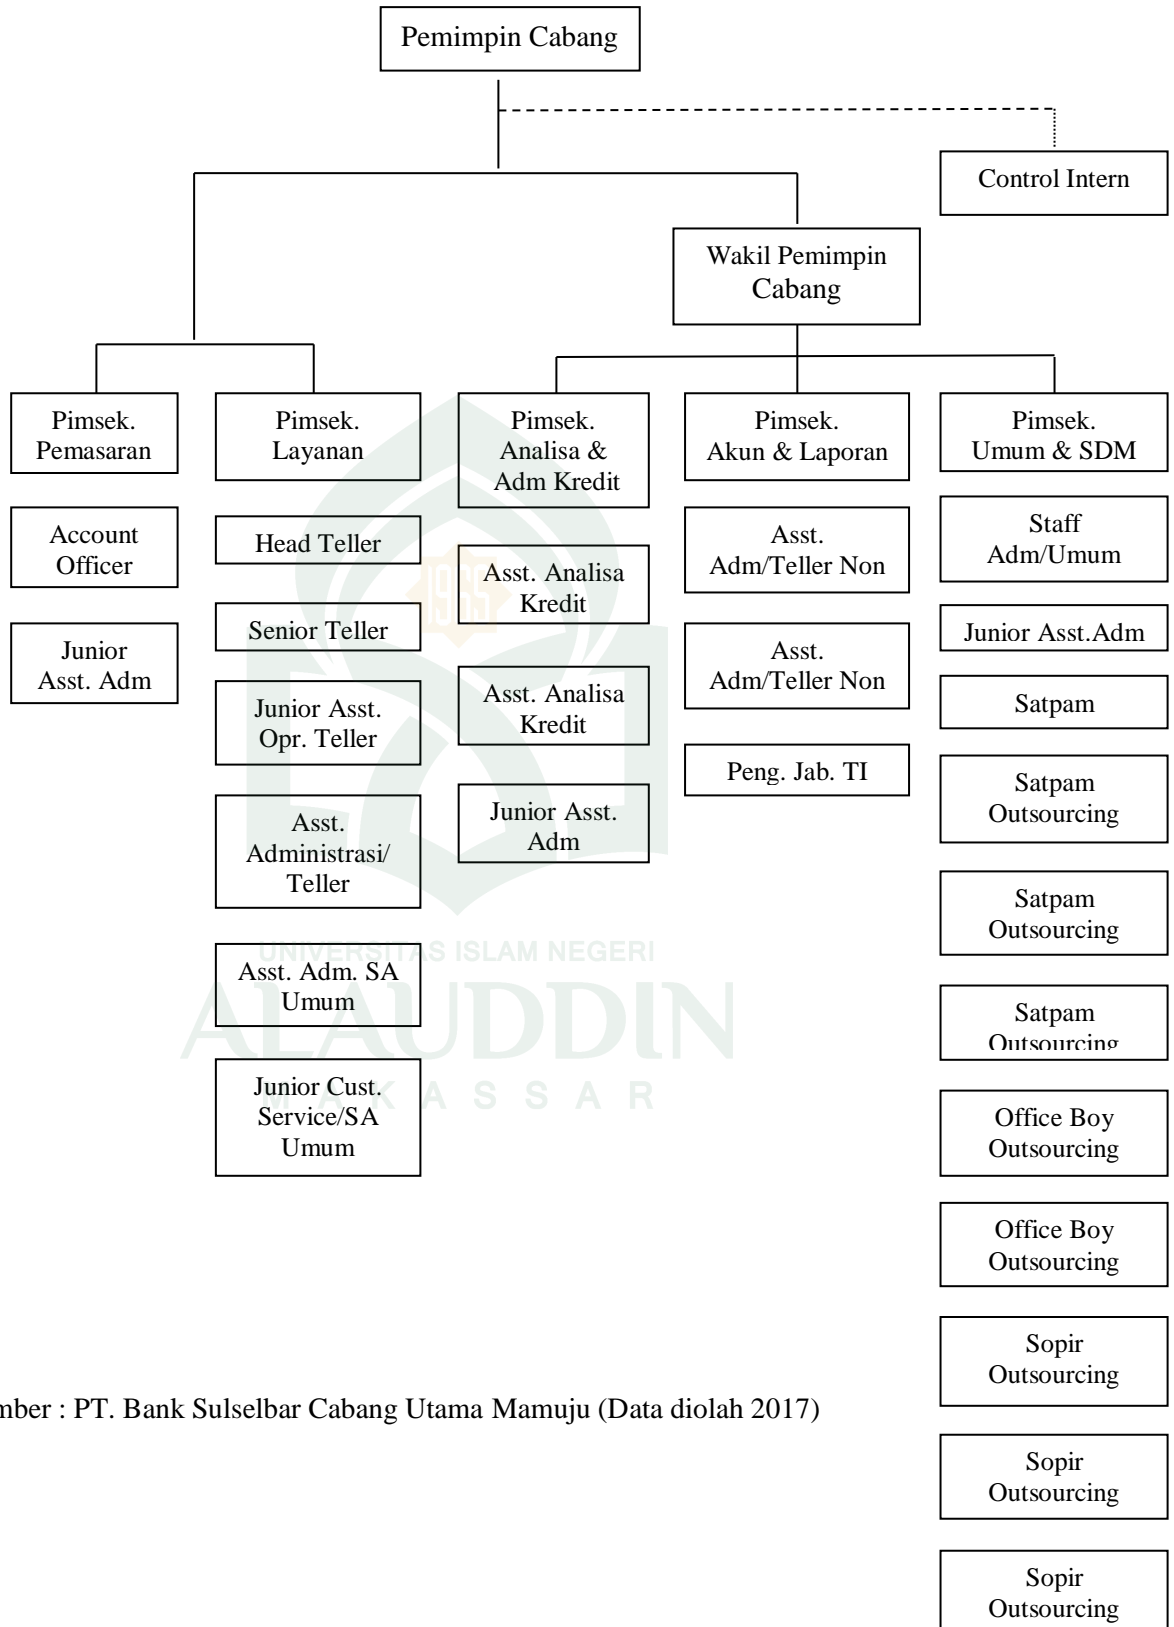 Pemimpin Cabang
Control Intern
Wakil Pemimpin
Cabang
Pimsek.
Pemasaran
Account
Officer
Junior
Asst. Adm
Pimsek.
Layanan
Head Teller
Senior Teller
Junior Asst.
Opr. Teller
Asst.
Administrasi/
Teller
Asst. Adm. SA
Umum
Junior Cust.
Service/SA
Umum
Pimsek.
Analisa &
Adm Kredit
Asst. Analisa
Kredit
Asst. Analisa
Kredit
Junior Asst.
Adm
Pimsek.
Akun & Laporan
Asst.
Adm/Teller Non
Asst.
Adm/Teller Non
Peng. Jab. TI
Pimsek.
Umum & SDM
Staff
Adm/Umum
Junior Asst.Adm
Satpam
Satpam
Outsourcing
Satpam
Outsourcing
Satpam
Outsourcing
Office Boy
Outsourcing
Office Boy
Outsourcing
Sopir
Outsourcing
Sopir
Outsourcing
Sopir
Outsourcing
1965
UNIVERSITAS ISLAM NEGERI
ALAUDDIN
MAKASSAR
mber : PT. Bank Sulselbar Cabang Utama Mamuju (Data diolah 2017)